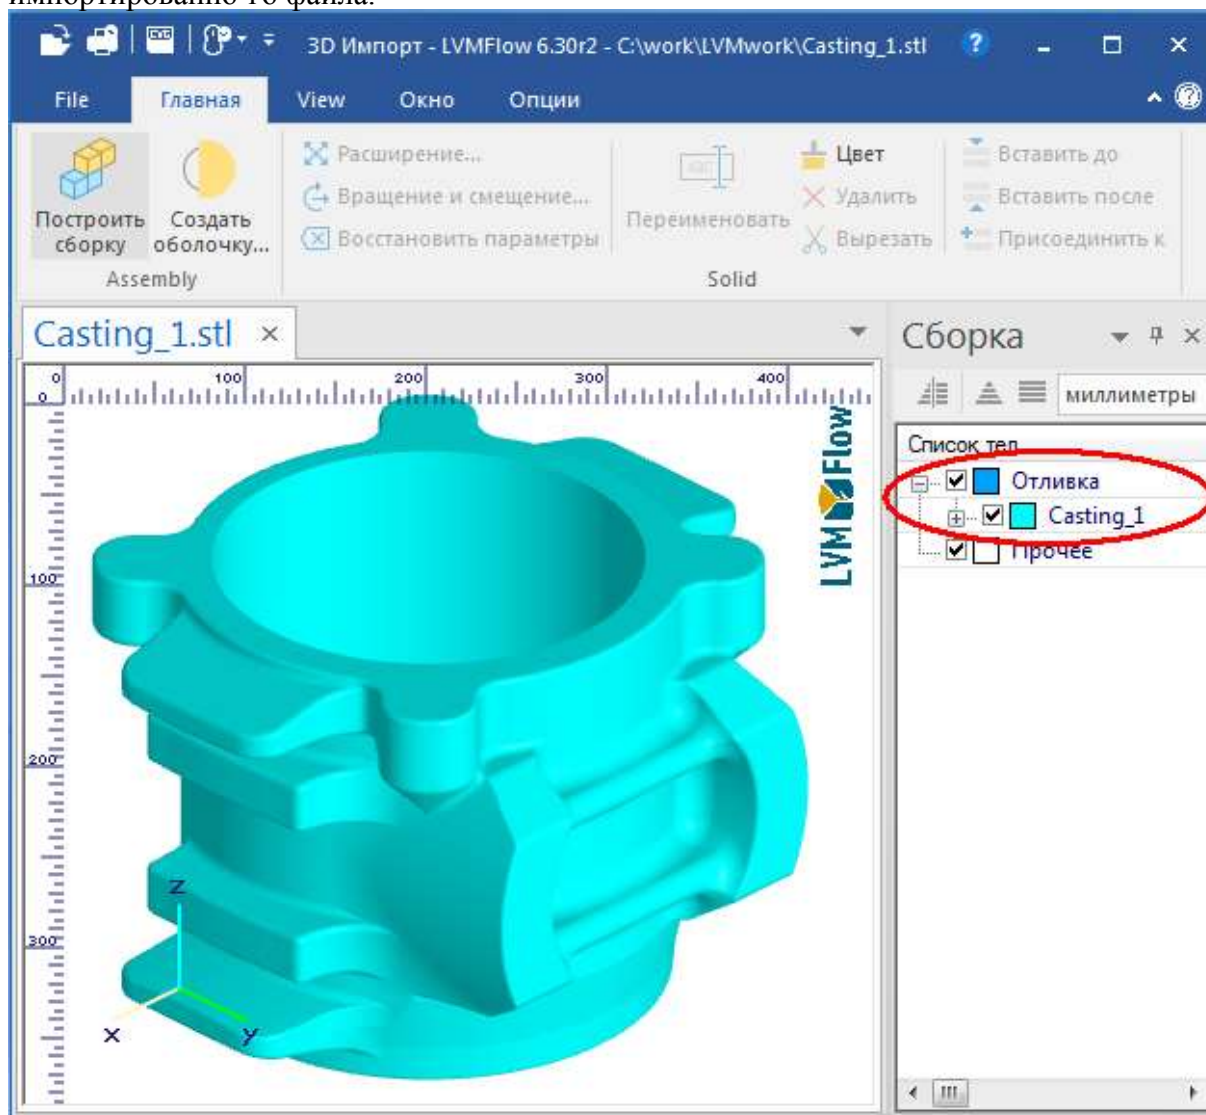 импортированно го файла.
3D Импорт - LVMFlow 6.30r2 - C:\work\LVMwork\Casting_1.stl
File Главная View Окно Опции
Построить сборку
Создать оболочку...
Assembly
Расширение...
Вращение и смещение...
Восстановить параметры
Переименовать
Цвет
Удалить
Вырезать
Solid
Вставить до
Вставить после
Присоединить к
Casting_1.stl
0 100 200 300 400
0
100
200
300
LVMFlow
z
x
y
Сборка
миллиметры
Список тел
Отливка
Casting_1
Прочее